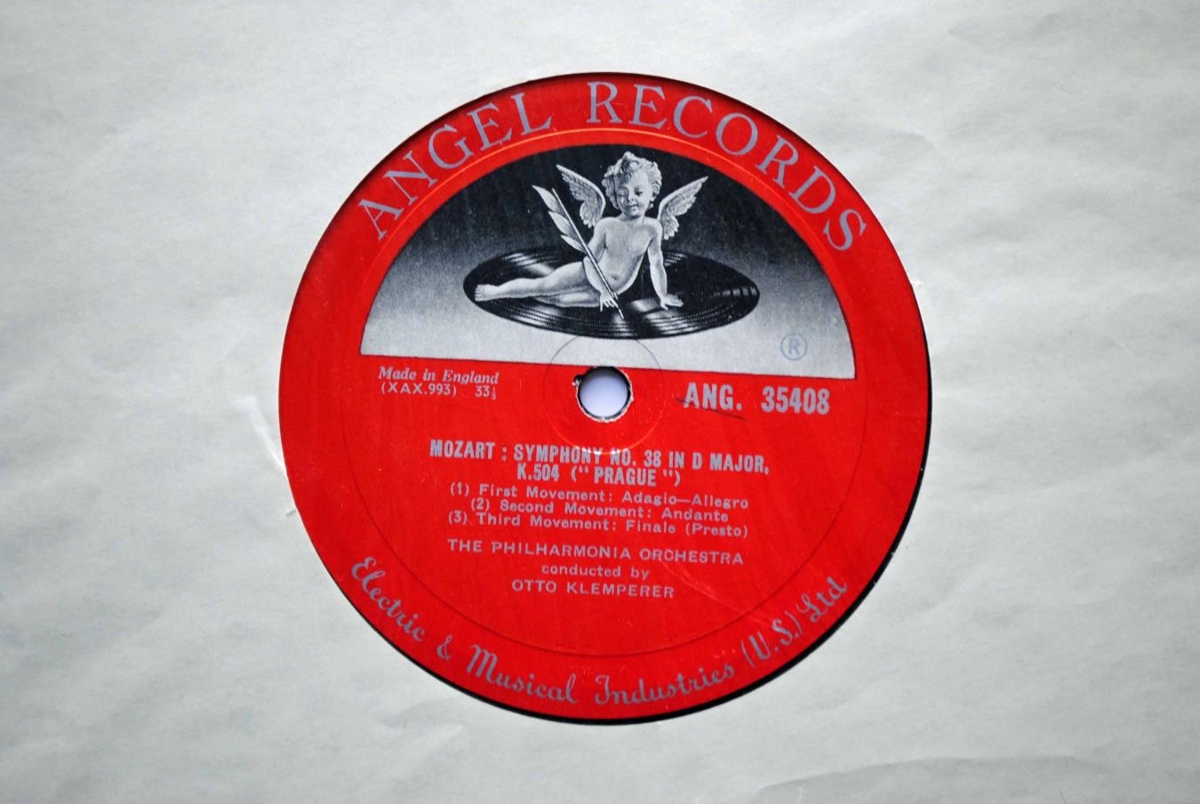 ANGEL RECORDS
®
Made in England
(XAX.993) 33⅓
ANG. 35408
MOZART : SYMPHONY NO. 38 IN D MAJOR,
K.504 ("PRAGUE")
(1) First Movement: Adagio—Allegro
(2) Second Movement: Andante
(3) Third Movement: Finale (Presto)
THE PHILHARMONIA ORCHESTRA
conducted by
OTTO KLEMPERER
Electric & Musical Industries (U.S.) Ltd